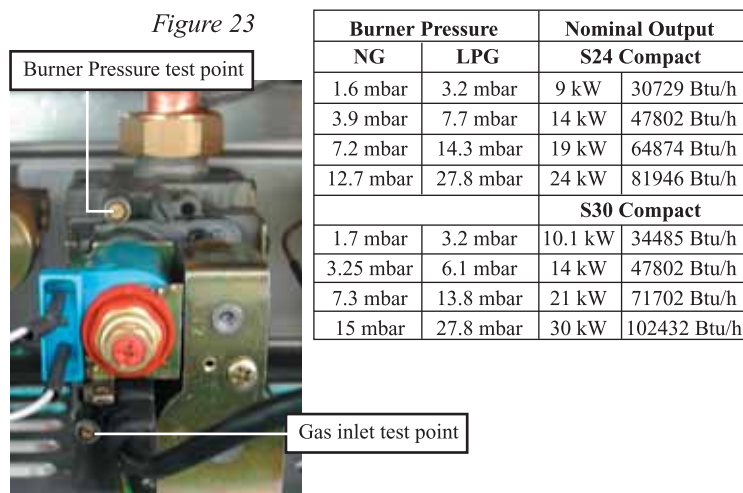 Figure 23
Burner Pressure test point
Gas inlet test point
Burner Pressure Nominal Output
NG LPG S24 Compact
1.6 mbar 3.2 mbar 9 kW 30729 Btu/h
3.9 mbar 7.7 mbar 14 kW 47802 Btu/h
7.2 mbar 14.3 mbar 19 kW 64874 Btu/h
12.7 mbar 27.8 mbar 24 kW 81946 Btu/h
S30 Compact
1.7 mbar 3.2 mbar 10.1 kW 34485 Btu/h
3.25 mbar 6.1 mbar 14 kW 47802 Btu/h
7.3 mbar 13.8 mbar 21 kW 71702 Btu/h
15 mbar 27.8 mbar 30 kW 102432 Btu/h